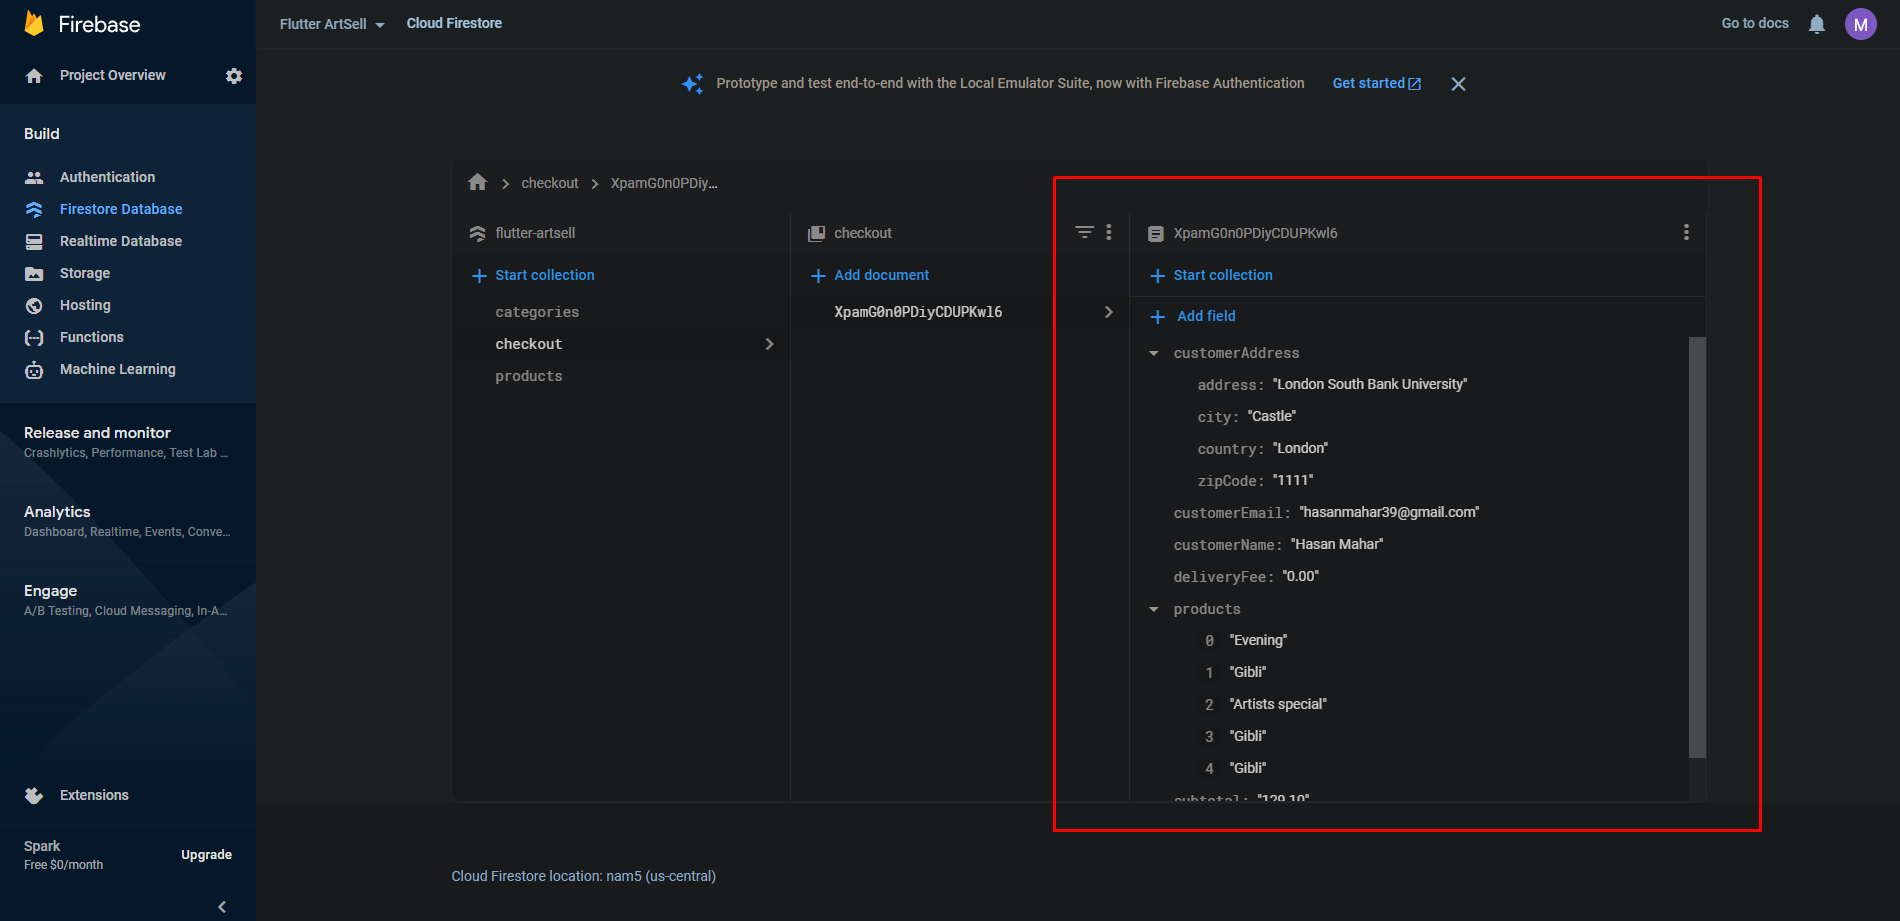 Firebase
Project Overview
Build
Authentication
Firestore Database
Realtime Database
Storage
Hosting
Functions
Machine Learning
Release and monitor
Crashlytics, Performance, Test Lab ...
Analytics
Dashboard, Realtime, Events, Conve...
Engage
A/B Testing, Cloud Messaging, In-A...
Extensions
Spark
Free $0/month
Upgrade
Flutter ArtSell
Cloud Firestore
Go to docs
M
Prototype and test end-to-end with the Local Emulator Suite, now with Firebase Authentication
Get started
checkout
XpamG0n0PDiy...
flutter-artsell
Start collection
categories
checkout
products
checkout
Add document
XpamG0n0PDiyCDUPKwl6
XpamG0n0PDiyCDUPKwl6
Start collection
Add field
customerAddress
address: "London South Bank University"
city: "Castle"
country: "London"
zipCode: "1111"
customerEmail: "hasanmahar39@gmail.com"
customerName: "Hasan Mahar"
deliveryFee: "0.00"
products
0 "Evening"
1 "Gibli"
2 "Artists special"
3 "Gibli"
4 "Gibli"
subtotal: "129.10"
Cloud Firestore location: nam5 (us-central)